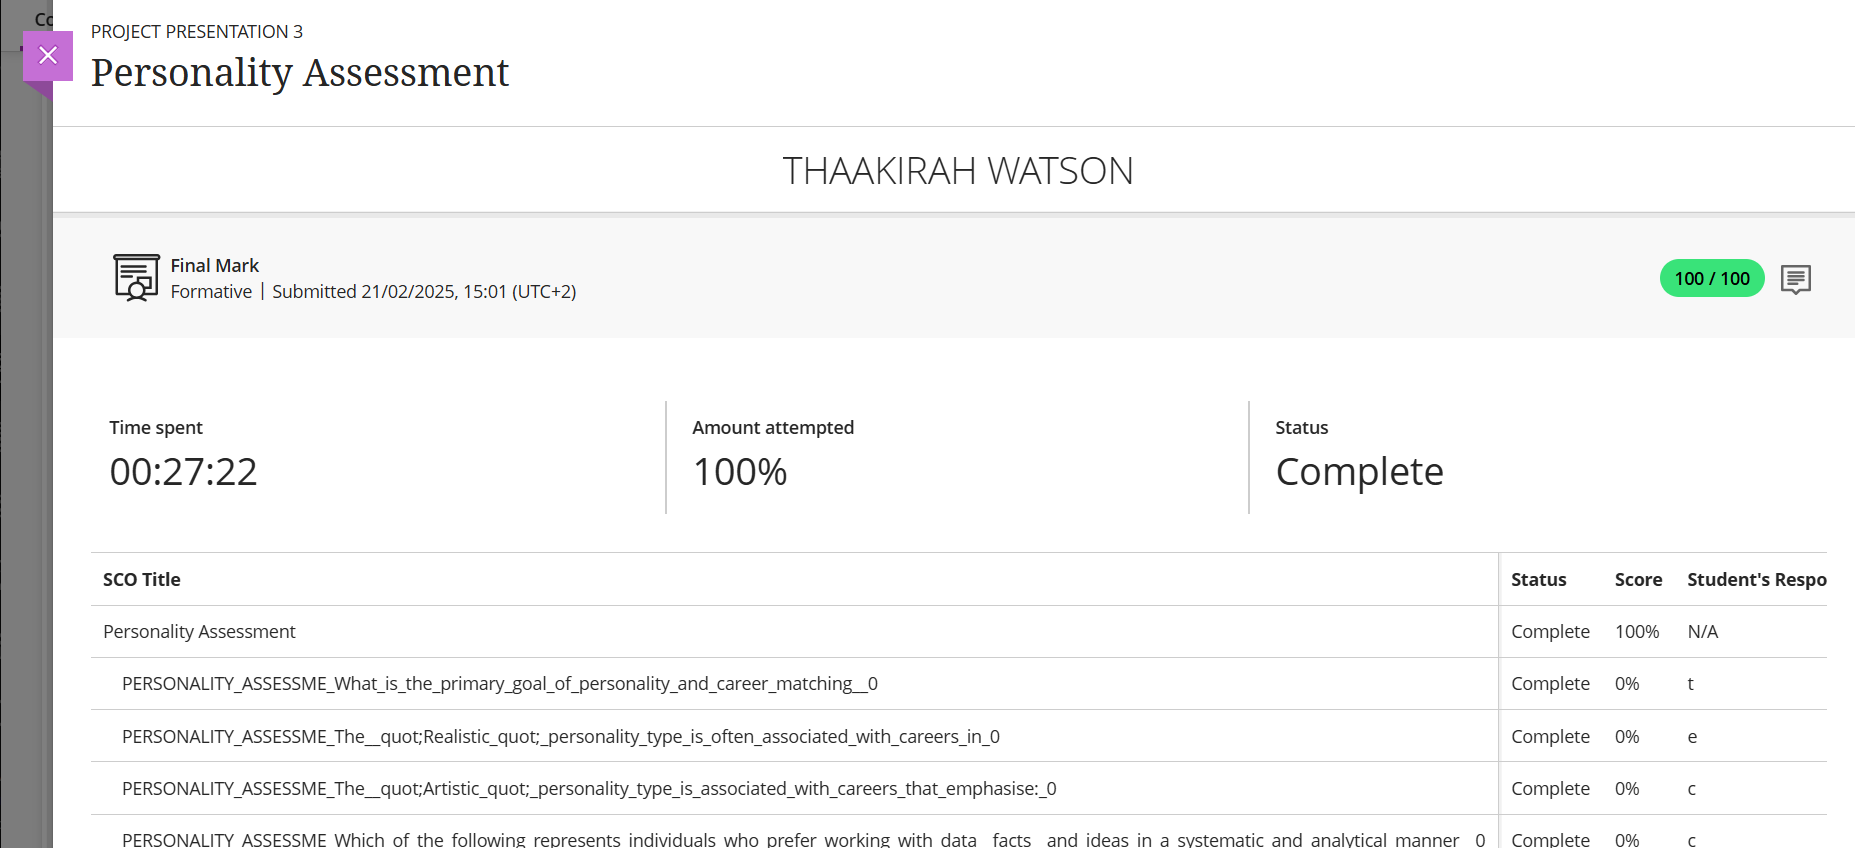 Co
PROJECT PRESENTATION 3
Personality Assessment
THAAKIRAH WATSON
Final Mark
Formative | Submitted 21/02/2025, 15:01 (UTC+2)
100 / 100
Time spent
00:27:22
Amount attempted
100%
Status
Complete
SCO Title Status Score Student's Respo
Personality Assessment Complete 100% N/A
PERSONALITY_ASSESSME_What_is_the_primary_goal_of_personality_and_career_matching__0 Complete 0% t
PERSONALITY_ASSESSME_The__quot;Realistic_quot;_personality_type_is_often_associated_with_careers_in_0 Complete 0% e
PERSONALITY_ASSESSME_The__quot;Artistic_quot;_personality_type_is_associated_with_careers_that_emphasise:_0 Complete 0% c
PERSONALITY_ASSESSME_Which_of_the_following_represents_individuals_who_prefer_working_with_data__facts__and_ideas_in_a_systematic_and_analytical_manner__0 Complete 0% c